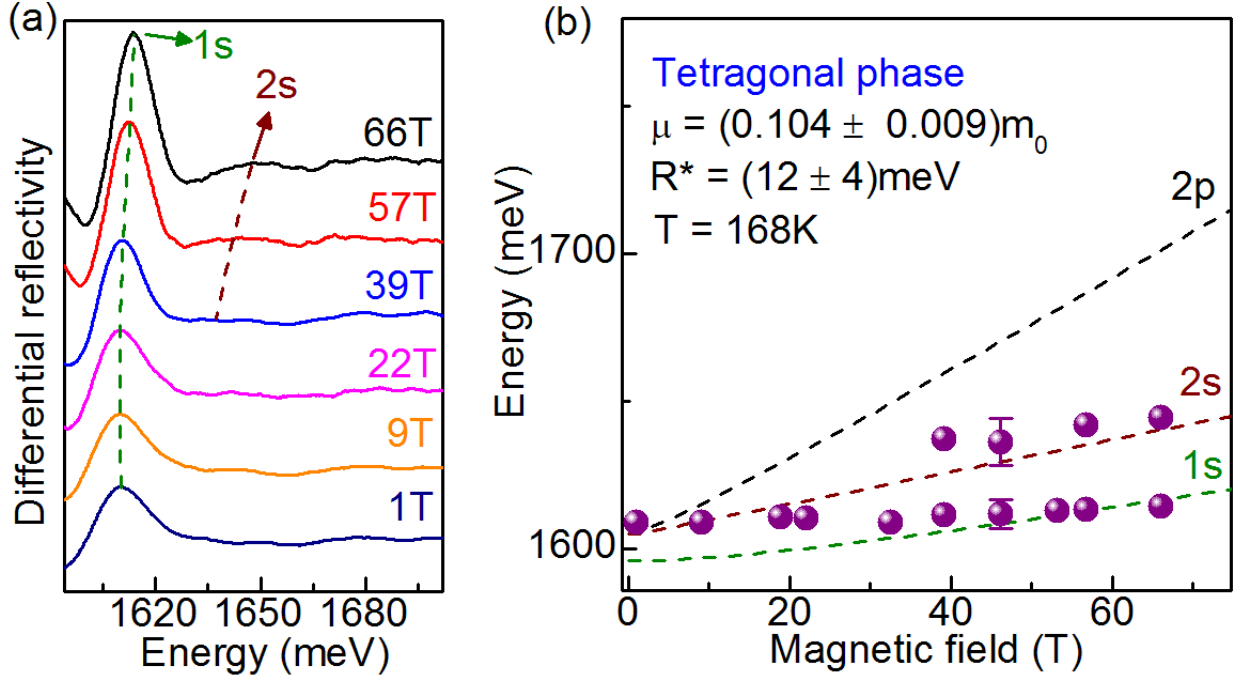 (a)
1s
2s
66T
57T
39T
22T
9T
1T
Differential reflectivity
1620 1650 1680
Energy (meV)
(b)
Tetragonal phase
μ = (0.104 ± 0.009)m₀
R* = (12 ± 4)meV
T = 168K
2p
2s
1s
1700
1600
Energy (meV)
0 20 40 60
Magnetic field (T)